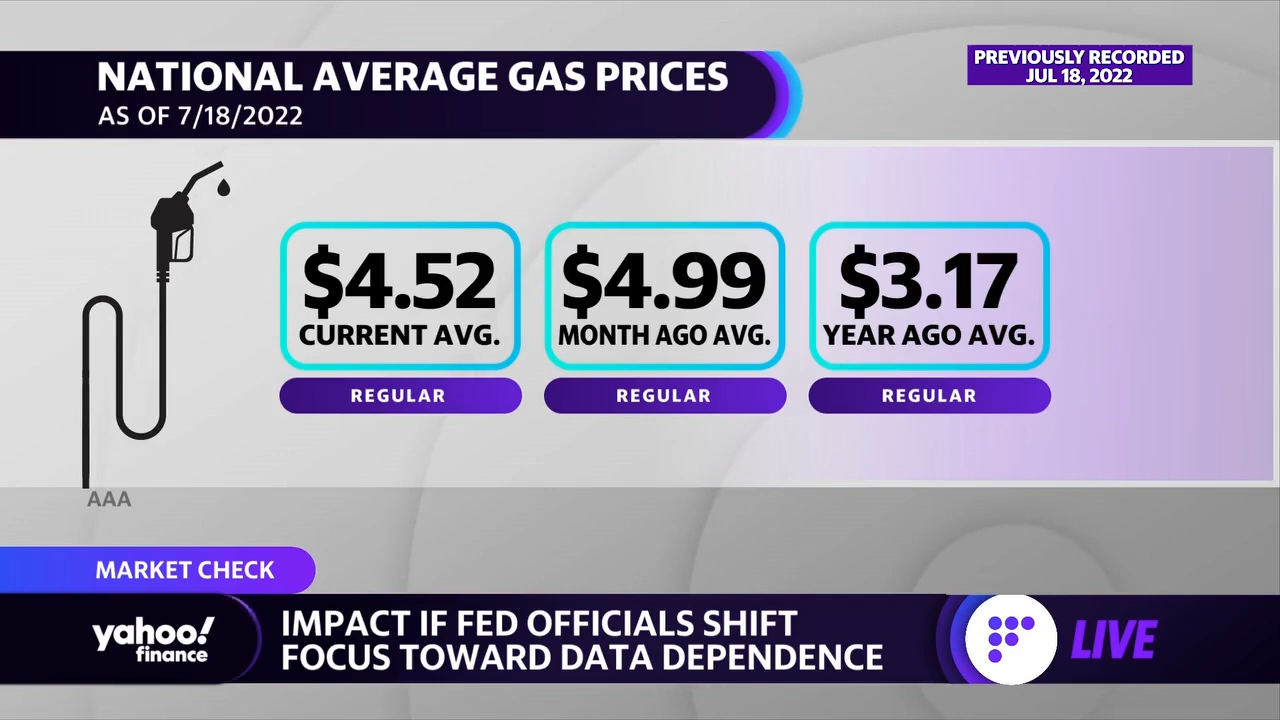 NATIONAL AVERAGE GAS PRICES
AS OF 7/18/2022
PREVIOUSLY RECORDED
JUL 18, 2022
$4.52
CURRENT AVG.
REGULAR
$4.99
MONTH AGO AVG.
REGULAR
$3.17
YEAR AGO AVG.
REGULAR
AAA
MARKET CHECK
yahoo!
finance
IMPACT IF FED OFFICIALS SHIFT
FOCUS TOWARD DATA DEPENDENCE
LIVE